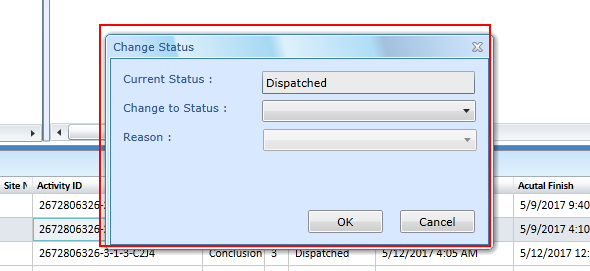 Change Status
Current Status : Dispatched
Change to Status :
Reason :
OK Cancel
Site N Activity ID Acutal Finish
2672806326- 5/9/2017 9:40
2672806326- 5/9/2017 4:10
2672806326-3-1-3-C2J4 Conclusion 3 Dispatched 5/12/2017 4:05 AM 5/12/2017 12: